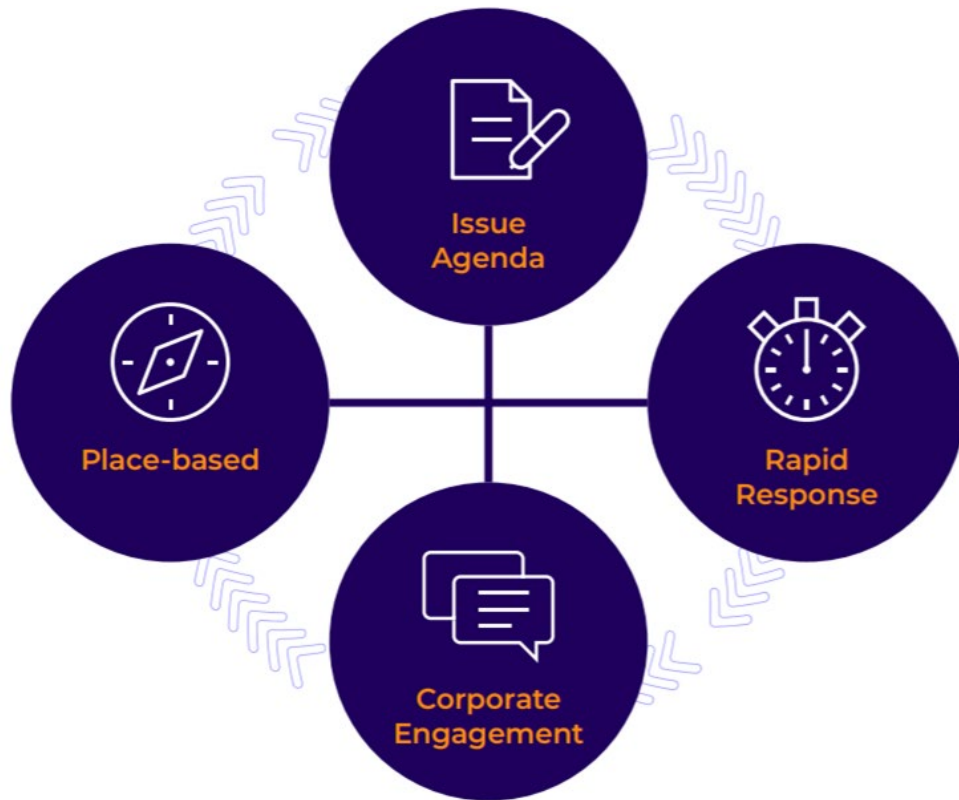 Issue
Agenda
Place-based
Rapid
Response
Corporate
Engagement